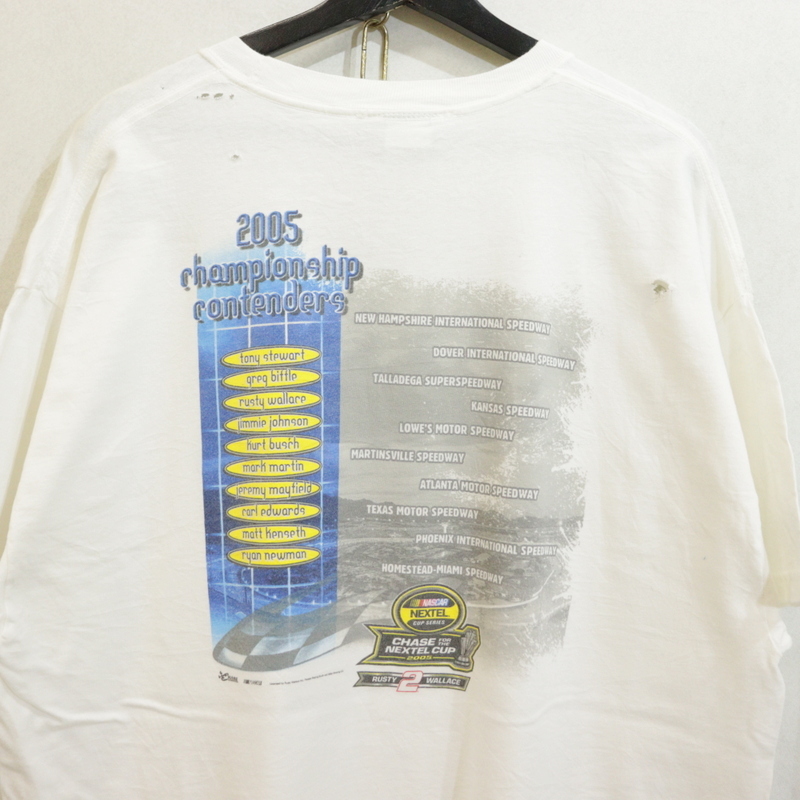 2005
championship
contenders
tony stewart
greg biffle
rusty wallace
jimmie johnson
kurt busch
mark martin
jeremy mayfield
carl edwards
matt kenseth
ryan newman
NEW HAMPSHIRE INTERNATIONAL SPEEDWAY
DOVER INTERNATIONAL SPEEDWAY
TALLADEGA SUPERSPEEDWAY
KANSAS SPEEDWAY
LOWE'S MOTOR SPEEDWAY
MARTINSVILLE SPEEDWAY
ATLANTA MOTOR SPEEDWAY
TEXAS MOTOR SPEEDWAY
PHOENIX INTERNATIONAL SPEEDWAY
HOMESTEAD-MIAMI SPEEDWAY
NASCAR
NEXTEL
CUP SERIES
CHASE FOR THE
NEXTEL CUP
2005
RUSTY 2 WALLACE